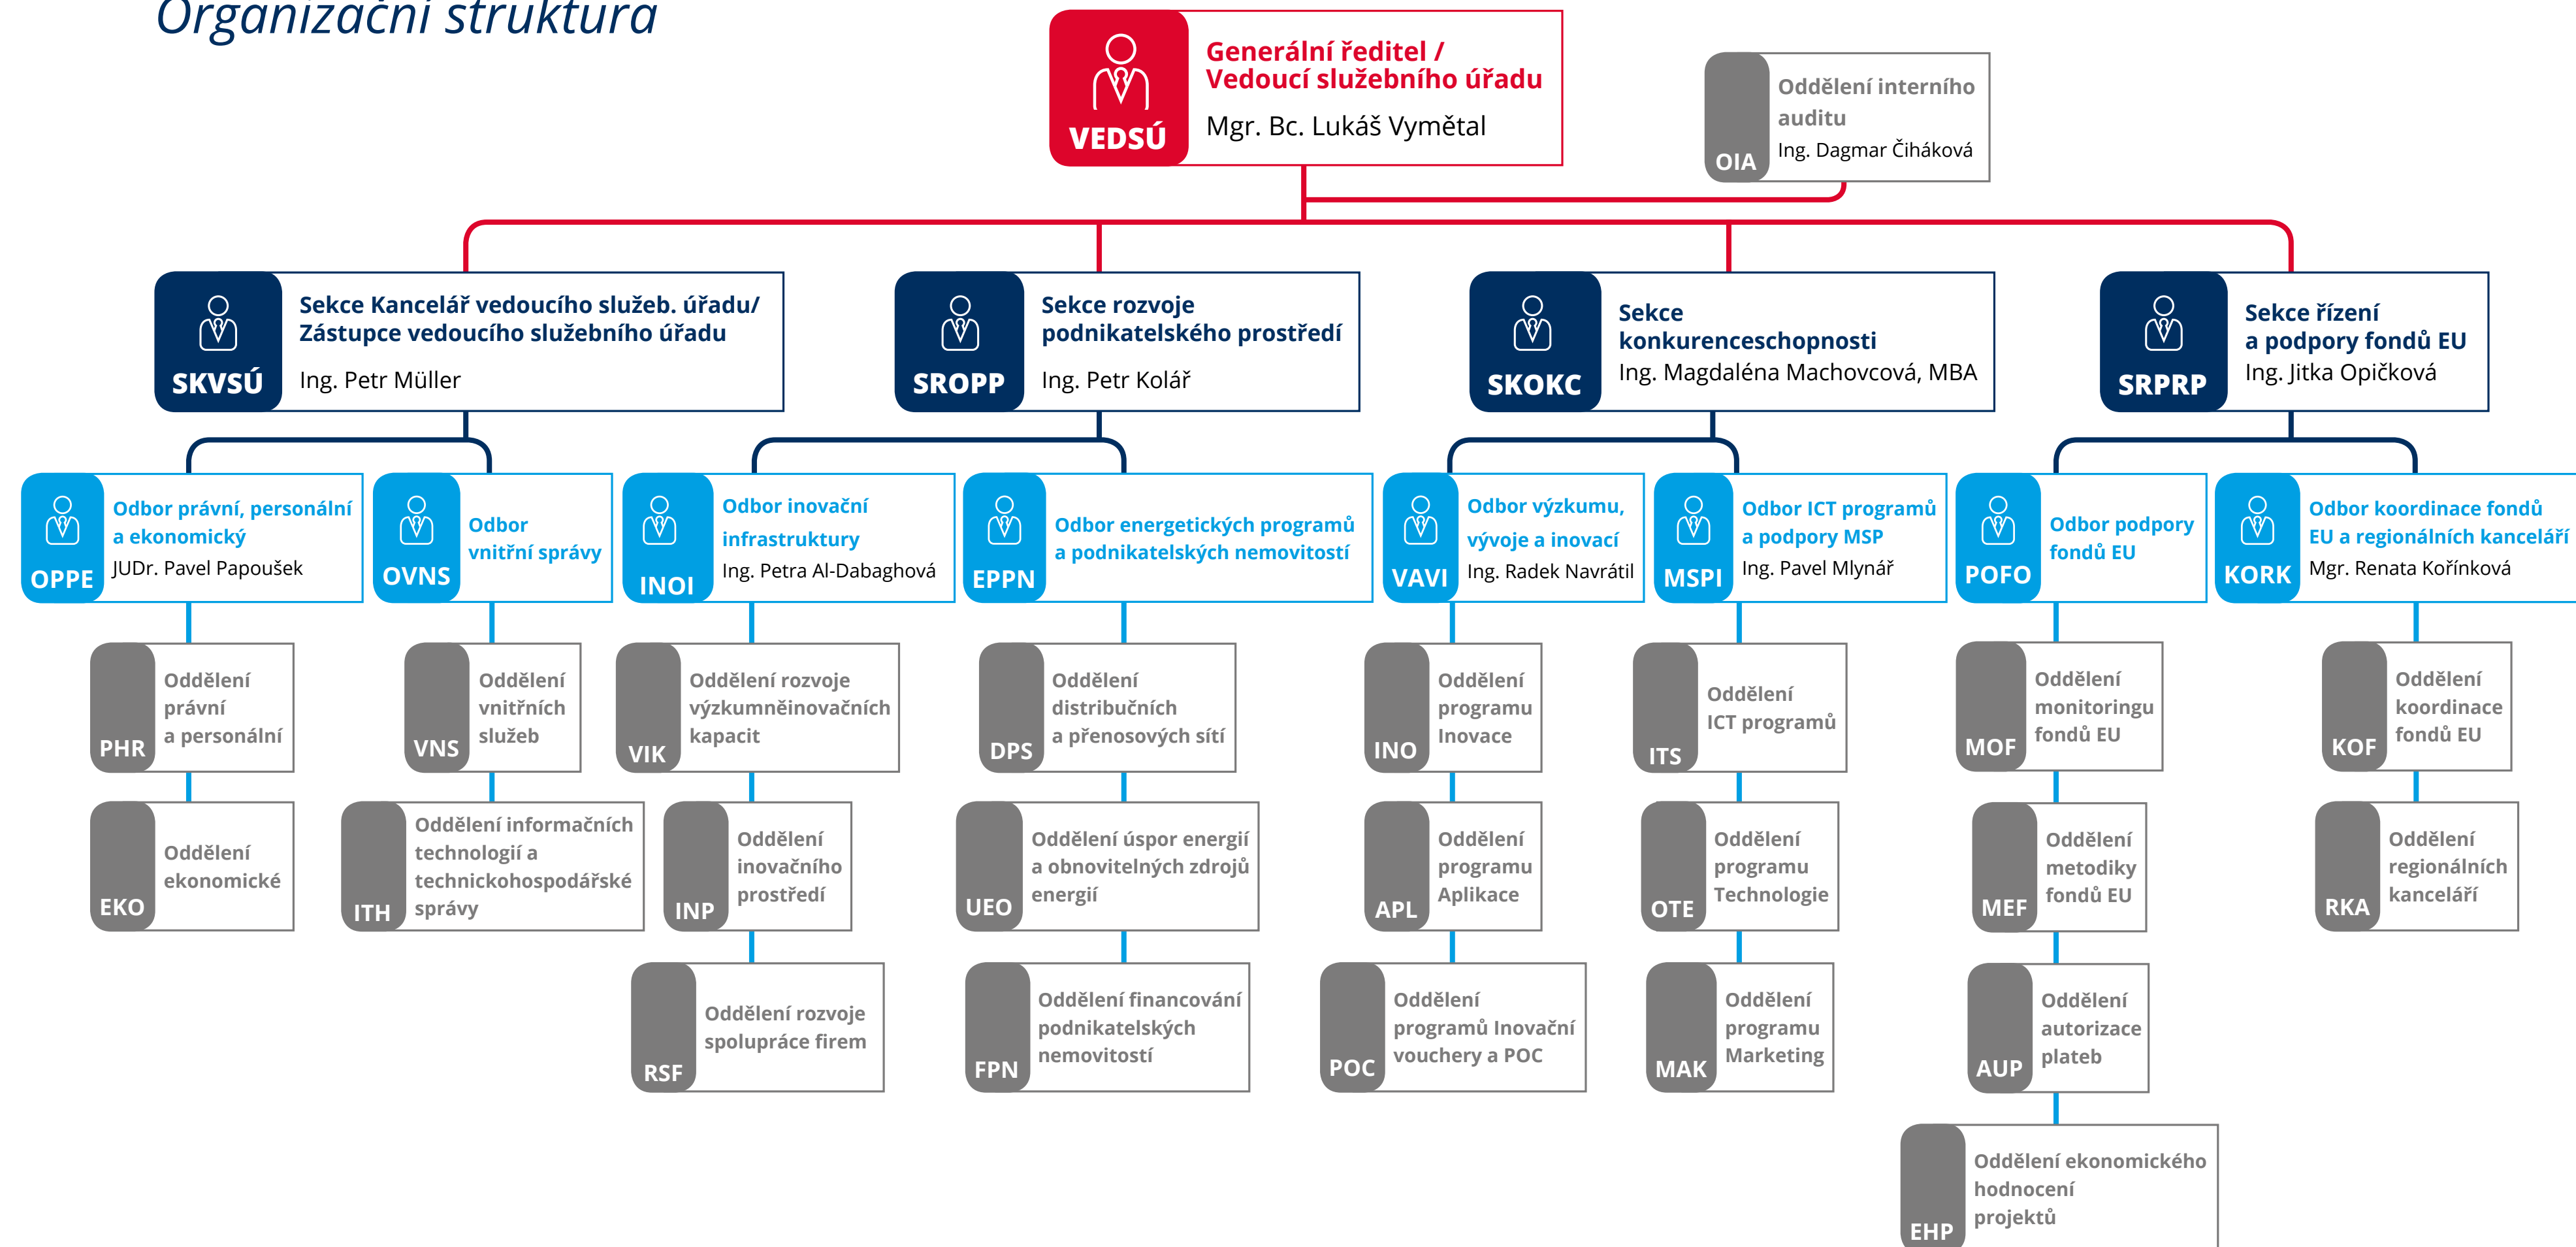 Organizační struktura
VEDSÚ
Generální ředitel /
Vedoucí služebního úřadu
Mgr. Bc. Lukáš Vymětal
OIA
Oddělení interního
auditu
Ing. Dagmar Čiháková
SKVSÚ
Sekce Kancelář vedoucího služeb. úřadu/
Zástupce vedoucího služebního úřadu
Ing. Petr Müller
SROPP
Sekce rozvoje
podnikatelského prostředí
Ing. Petr Kolář
SKOKC
Sekce
konkurenceschopnosti
Ing. Magdaléna Machovcová, MBA
SRPRP
Sekce řízení
a podpory fondů EU
Ing. Jitka Opičková
OPPE
Odbor právní, personální
a ekonomický
JUDr. Pavel Papoušek
OVNS
Odbor
vnitřní správy
INOI
Odbor inovační
infrastruktury
Ing. Petra Al-Dabaghová
EPPN
Odbor energetických programů
a podnikatelských nemovitostí
VAVI
Odbor výzkumu,
vývoje a inovací
Ing. Radek Navrátil
MSPI
Odbor ICT programů
a podpory MSP
Ing. Pavel Mlynář
POFO
Odbor podpory
fondů EU
KORK
Odbor koordinace fondů
EU a regionálních kanceláří
Mgr. Renata Kořínková
PHR
Oddělení
právní
a personální
VNS
Oddělení
vnitřních
služeb
VIK
Oddělení rozvoje
výzkumněinovačních
kapacit
DPS
Oddělení
distribučních
a přenosových sítí
INO
Oddělení
programu
Inovace
ITS
Oddělení
ICT programů
MOF
Oddělení
monitoringu
fondů EU
KOF
Oddělení
koordinace
fondů EU
EKO
Oddělení
ekonomické
ITH
Oddělení informačních
technologií a
technickohospodářské
správy
INP
Oddělení
inovačního
prostředí
UEO
Oddělení úspor energií
a obnovitelných zdrojů
energií
APL
Oddělení
programu
Aplikace
OTE
Oddělení
programu
Technologie
MEF
Oddělení
metodiky
fondů EU
RKA
Oddělení
regionálních
kanceláří
RSF
Oddělení rozvoje
spolupráce firem
FPN
Oddělení financování
podnikatelských
nemovitostí
POC
Oddělení
programů Inovační
vouchery a POC
MAK
Oddělení
programu
Marketing
AUP
Oddělení
autorizace
plateb
EHP
Oddělení ekonomického
hodnocení
projektů